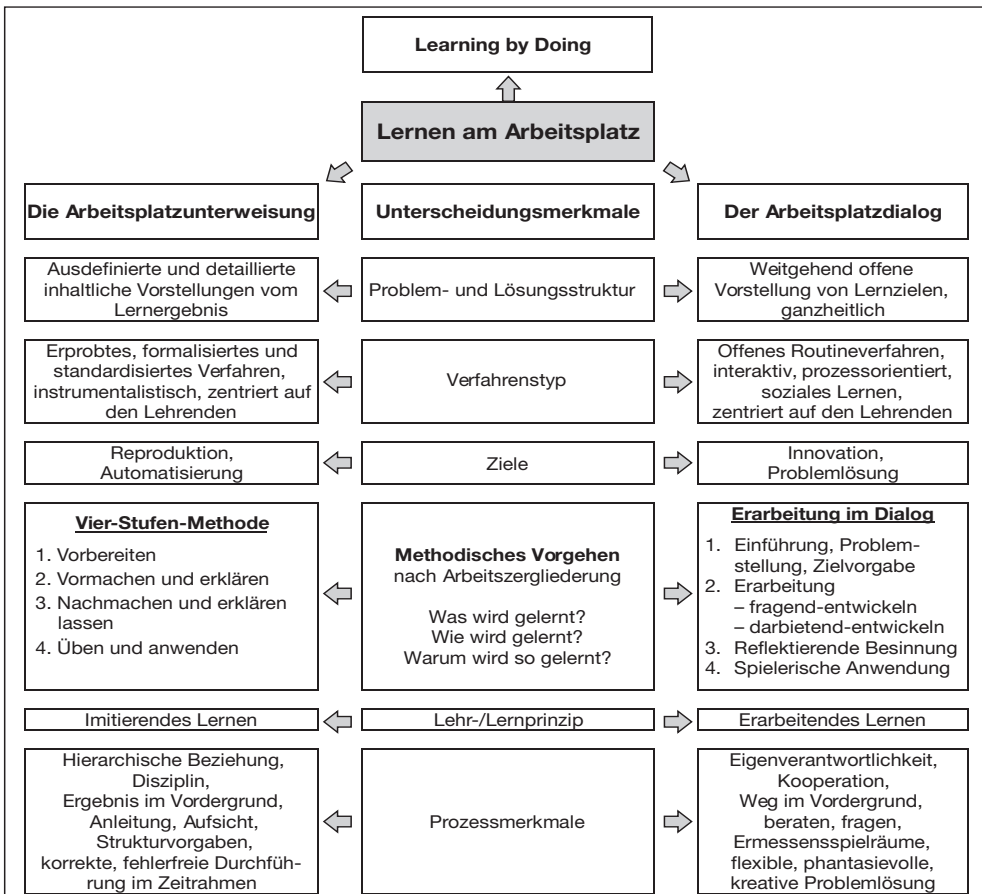 Learning by Doing
Lernen am Arbeitsplatz
Die Arbeitsplatzunterweisung
Unterscheidungsmerkmale
Der Arbeitsplatzdialog
Ausdefinierte und detaillierte
inhaltliche Vorstellungen vom
Lernergebnis
Problem- und Lösungsstruktur
Weitgehend offene
Vorstellung von Lernzielen,
ganzheitlich
Erprobtes, formalisiertes und
standardisiertes Verfahren,
instrumentalistisch, zentriert auf
den Lehrenden
Verfahrenstyp
Offenes Routineverfahren,
interaktiv, prozessorientiert,
soziales Lernen,
zentriert auf den Lehrenden
Reproduktion,
Automatisierung
Ziele
Innovation,
Problemlösung
Vier-Stufen-Methode
1. Vorbereiten
2. Vormachen und erklären
3. Nachmachen und erklären
lassen
4. Üben und anwenden
Methodisches Vorgehen
nach Arbeitszergliederung
Was wird gelernt?
Wie wird gelernt?
Warum wird so gelernt?
Erarbeitung im Dialog
1. Einführung, Problem-
stellung, Zielvorgabe
2. Erarbeitung
– fragend-entwickeln
– darbietend-entwickeln
3. Reflektierende Besinnung
4. Spielerische Anwendung
Imitierendes Lernen
Lehr-/Lernprinzip
Erarbeitendes Lernen
Hierarchische Beziehung,
Disziplin,
Ergebnis im Vordergrund,
Anleitung, Aufsicht,
Strukturvorgaben,
korrekte, fehlerfreie Durchfüh-
rung im Zeitrahmen
Prozessmerkmale
Eigenverantwortlichkeit,
Kooperation,
Weg im Vordergrund,
beraten, fragen,
Ermessensspielräume,
flexible, phantasievolle,
kreative Problemlösung